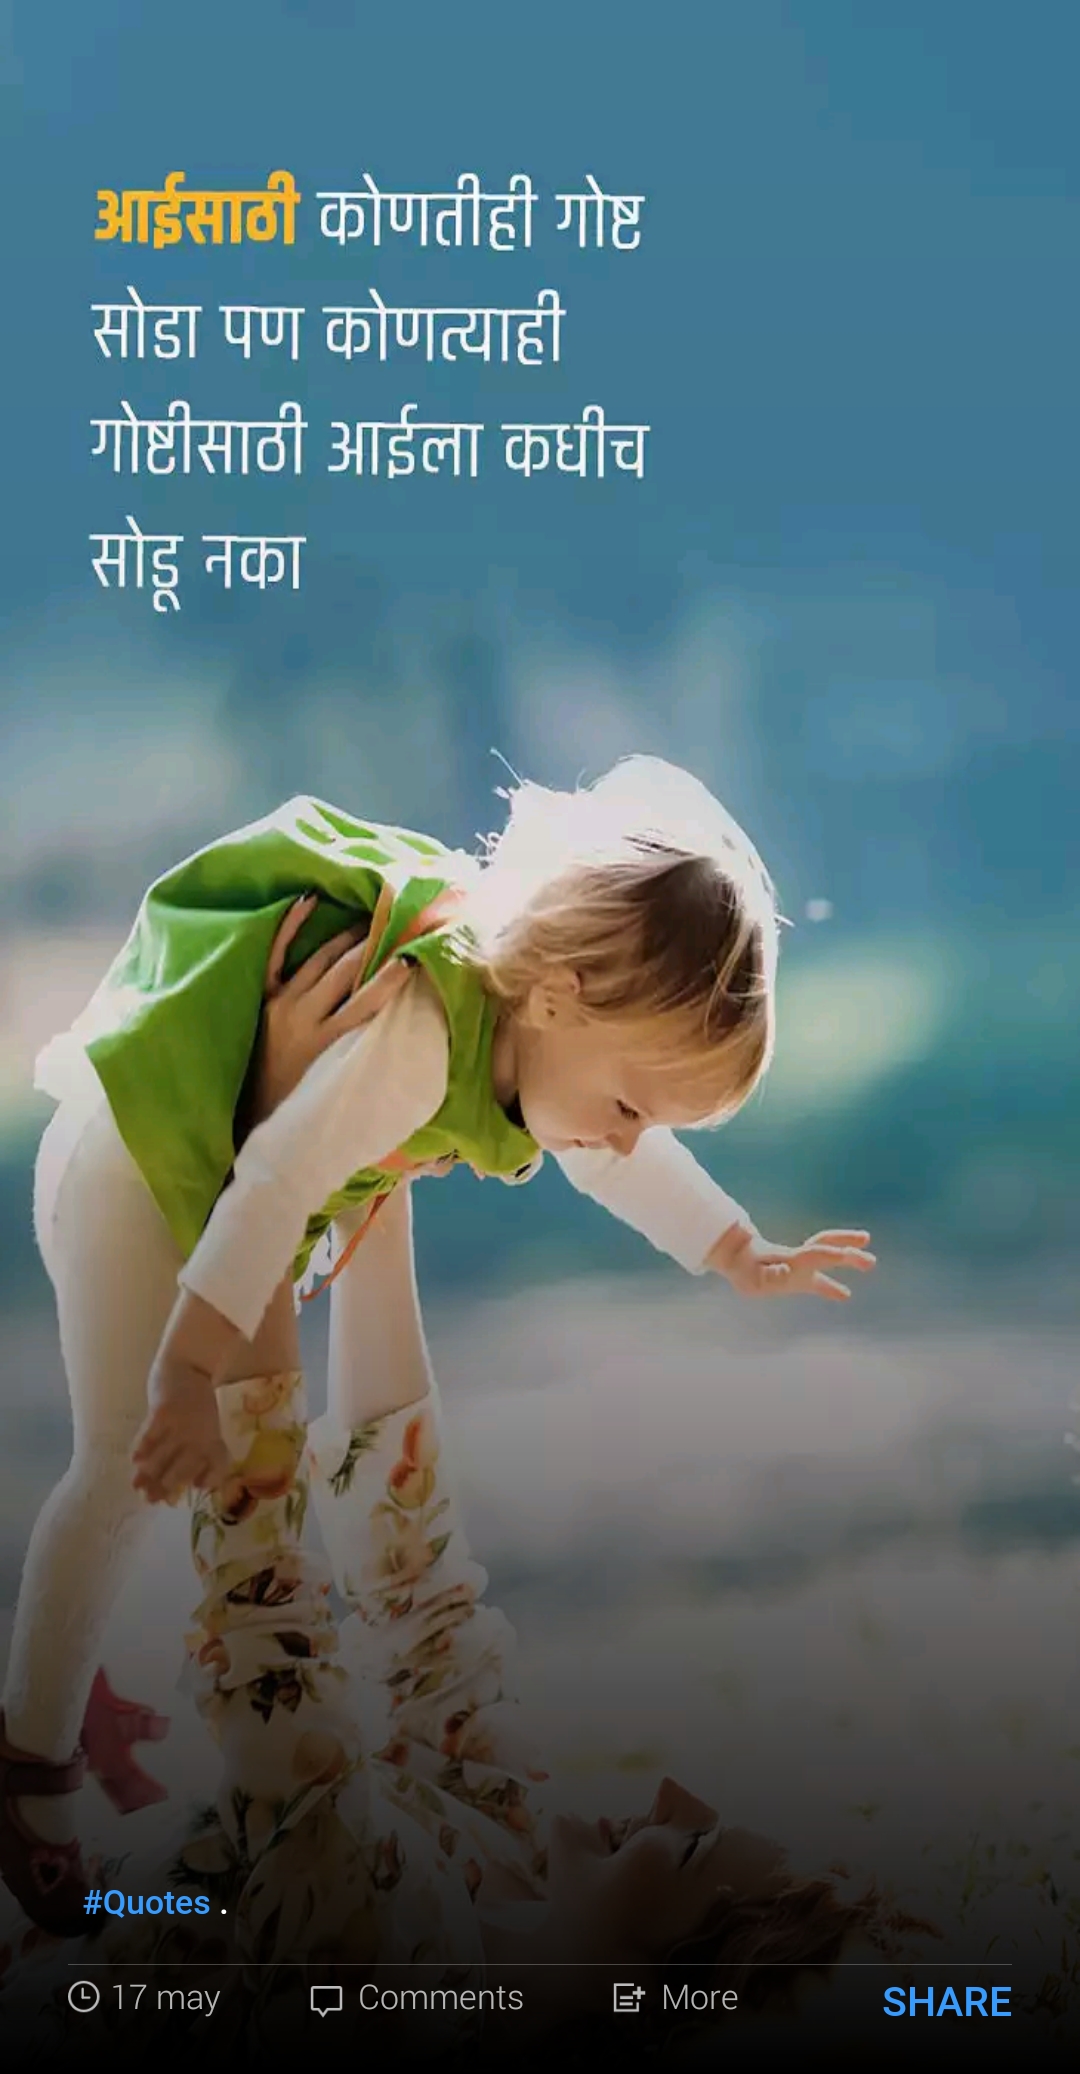 आईसाठी कोणतीही गोष्ट
सोडा पण कोणत्याही
गोष्टीसाठी आईला कधीच
सोडू नका
#Quotes .
17 may Comments More SHARE